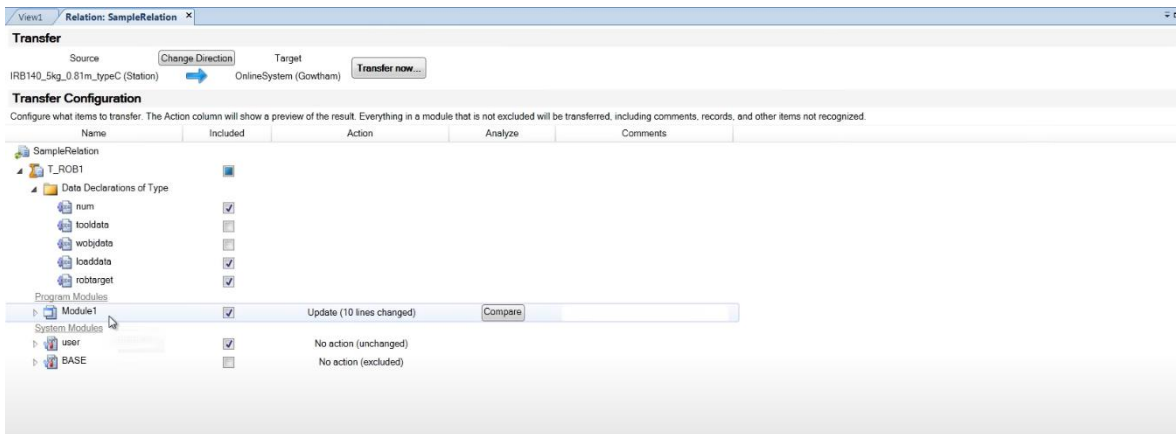 View1 Relation: SampleRelation ×
Transfer
Source Change Direction Target
IRB140_5kg_0.81m_typeC (Station) OnlineSystem (Gowtham) Transfer now...
Transfer Configuration
Configure what items to transfer. The Action column will show a preview of the result. Everything in a module that is not excluded will be transferred, including comments, records, and other items not recognized.
Name Included Action Analyze Comments
SampleRelation
T_ROB1
Data Declarations of Type
num
tooldata
wobjdata
loaddata
robtarget
Program Modules
Module1 Update (10 lines changed) Compare
System Modules
user No action (unchanged)
BASE No action (excluded)